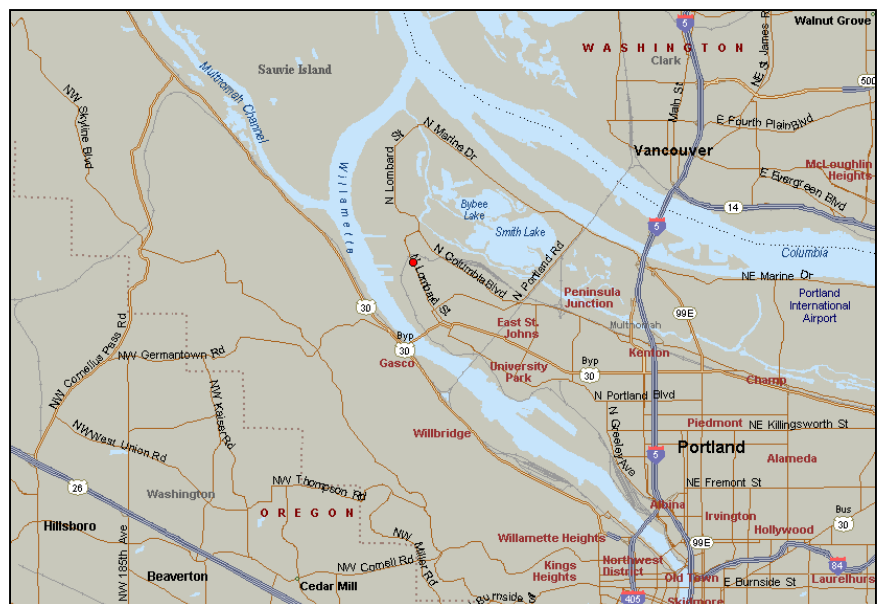 5
Walnut Grove
WASHINGTON
Clark
NE St James R
Sauvie Island
Multnomah Channel
NW Skyline Blvd
Main St
500
N Marine Dr
E Fourth Plain Blvd
N Lombard St
Vancouver
McLoughlin
Heights
E Evergreen Blvd
Willamette
Bybee
Lake
14
Smith Lake
5
Columbia
N Columbia Blvd
N Portland Rd
N Lombard St
NE Marine Dr
Peninsula
Junction
Portland
International
Airport
30
99E
East St.
Johns
Multnomah
Byp
30
Kenton
NW Cornelius Pass Rd
NW Germantown Rd
Gasco
University
Park
Byp
30
Champ
NW Kaiser Rd
N Portland Blvd
N Greeley Ave
Piedmont
NE Killingsworth St
Willbridge
Portland
NW West Union Rd
5
Alameda
26
Washington
NW Thompson Rd
NE Fremont St
OREGON
Albina
Irvington
Bus
30
Hillsboro
Hollywood
NW 185th Ave
NW Miller Rd
Willamette Heights
99E
NW Cornell Rd
Kings
Heights
Northwest
District
84
Beaverton
Cedar Mill
Old Town
E Burnside St
Laurelhurs
Burnside
405
Skidmore